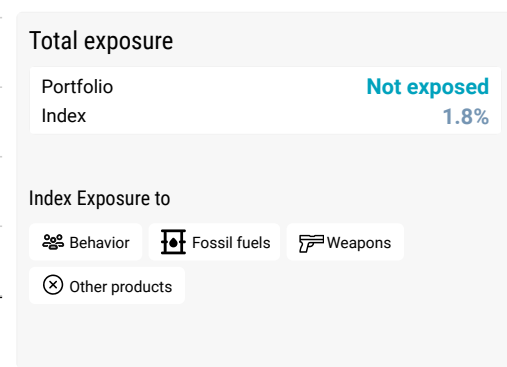 Total exposure
Portfolio Not exposed
Index 1.8%
Index Exposure to
Behavior Fossil fuels Weapons
Other products